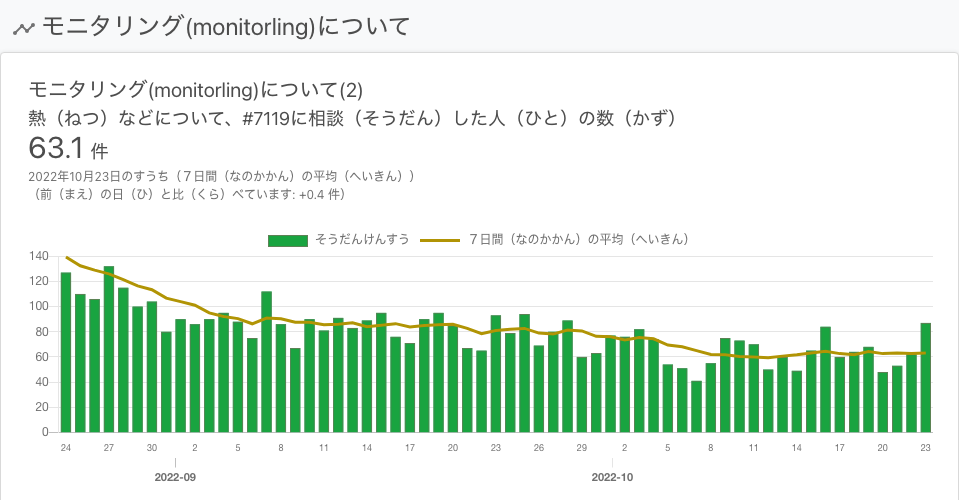 モニタリング(monitorling)について
モニタリング(monitorling)について(2)
熱（ねつ）などについて、#7119に相談（そうだん）した人（ひと）の数（かず）
63.1 件
2022年10月23日のすうち（７日間（なのかかん）の平均（へいきん））
（前（まえ）の日（ひ）と比（くら）べています: +0.4 件）
そうだんけんすう ７日間（なのかかん）の平均（へいきん）
140
120
100
80
60
40
20
0
24 27 30 2 5 8 11 14 17 20 23 26 29 2 5 8 11 14 17 20 23
2022-09 2022-10